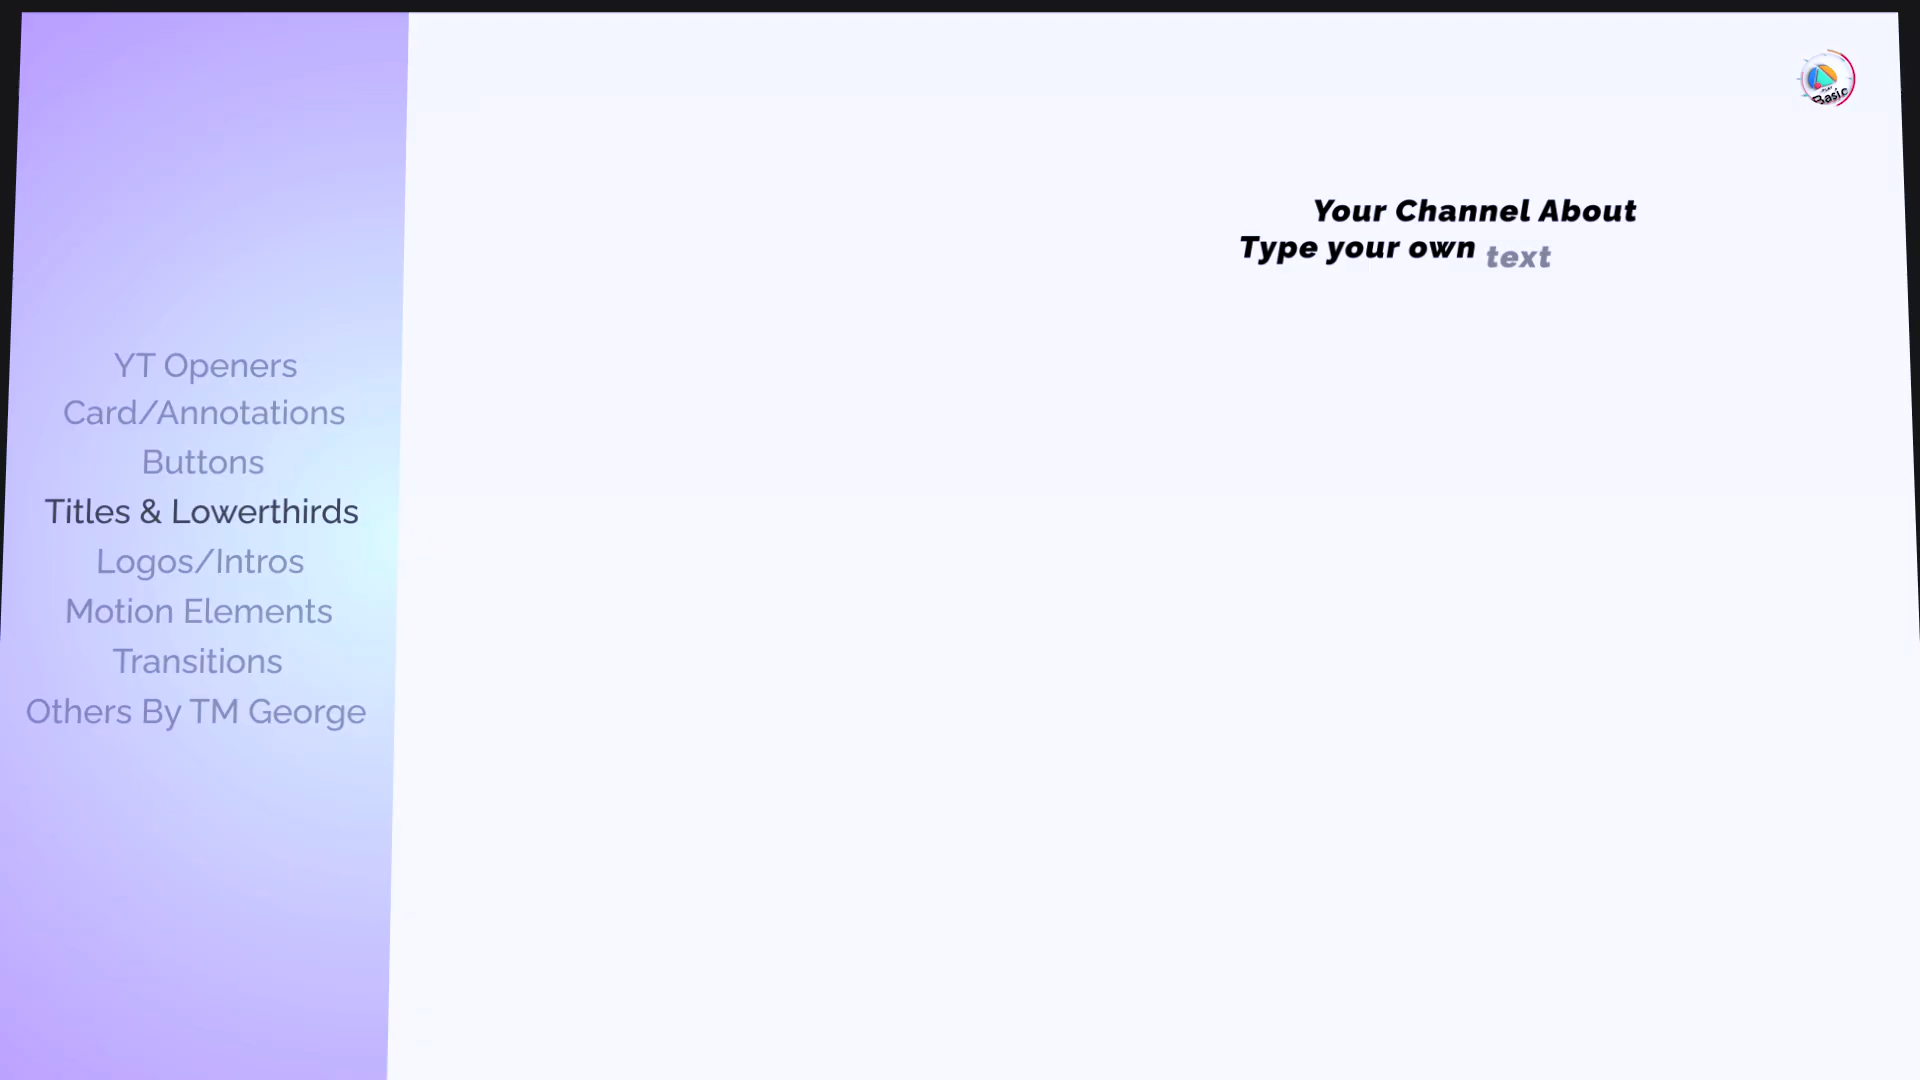 YT Openers
Card/Annotations
Buttons
Titles & Lowerthirds
Logos/Intros
Motion Elements
Transitions
Others By TM George
Basic
Your Channel About
Type your own text